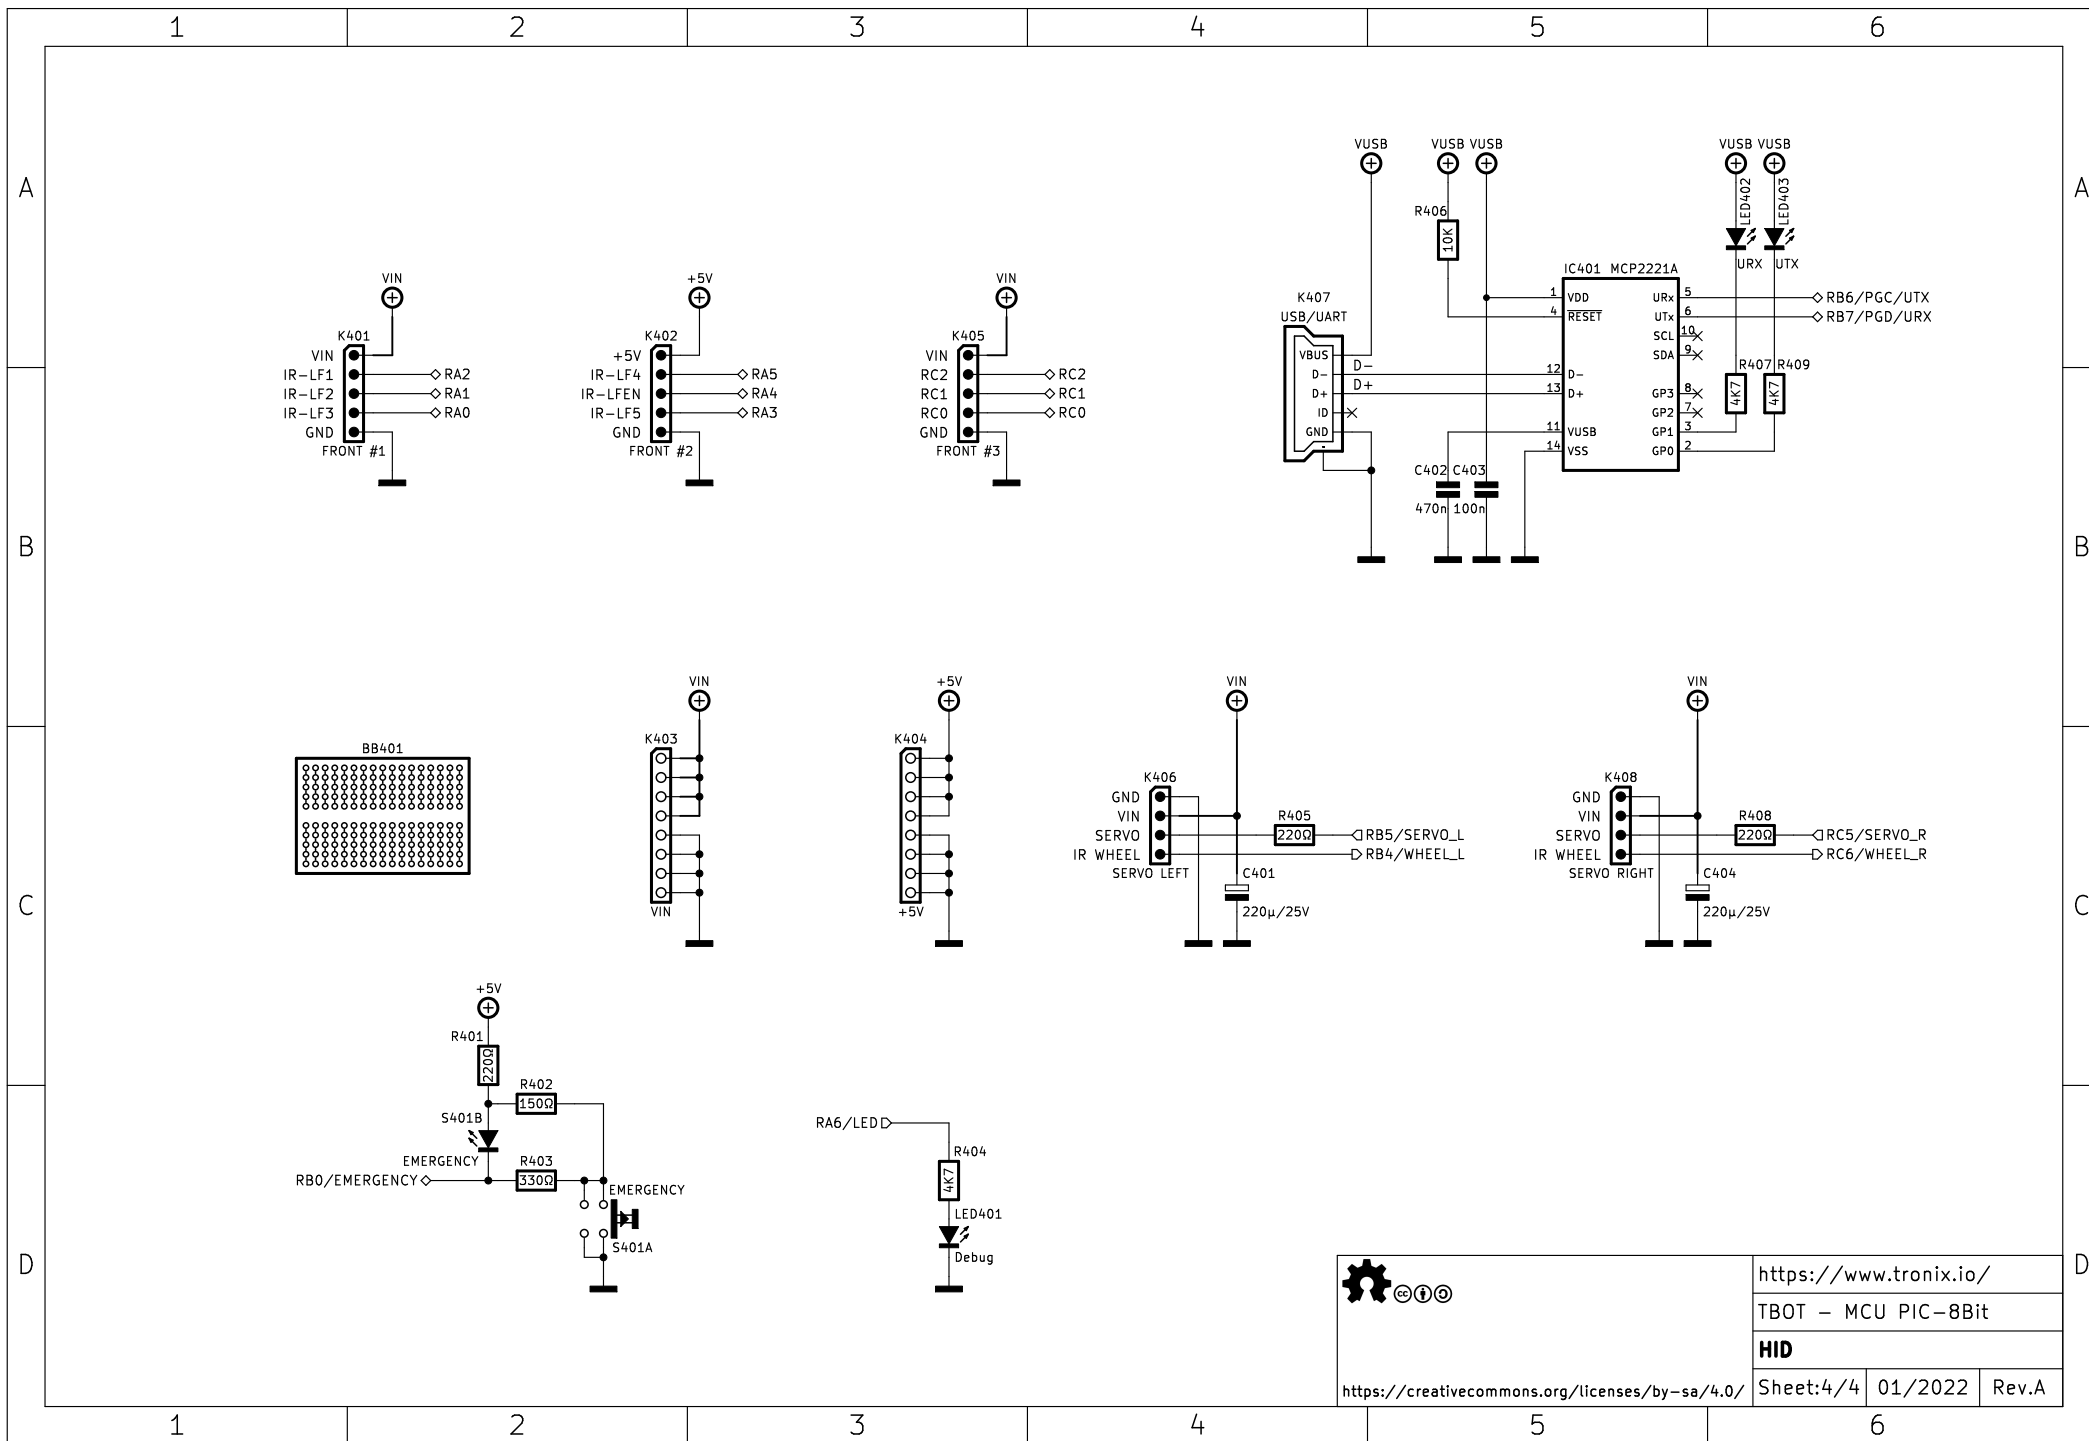 1 2 3 4 5 6
A A
VUSB VUSB VUSB VUSB VUSB
LED402 LED403
R406
10K
URX UTX
IC401 MCP2221A
VIN +5V VIN
K407
USB/UART
1 VDD URx 5 RB6/PGC/UTX
4 RESET UTx 6 RB7/PGD/URX
SCL 10
SDA 9
K401 K402 K405
VIN +5V VIN
VBUS
IR-LF1 RA2 IR-LF4 RA5 RC2 RC2
IR-LF2 RA1 IR-LFEN RA4 RC1 RC1
IR-LF3 RA0 IR-LF5 RA3 RC0 RC0
GND GND GND
FRONT #1 FRONT #2 FRONT #3
D- D- 12 D-
D+ D+ 13 D+
ID
GND
GP3 8
GP2 7
11 VUSB GP1 3
14 VSS GP0 2
R407 R409
4K7 4K7
C402 C403
470n 100n
B B
VIN +5V VIN VIN
BB401 K403 K404
VIN +5V
K406 K408
GND GND
VIN VIN
R405 R408
SERVO 220Ω RB5/SERVO_L SERVO 220Ω RC5/SERVO_R
IR WHEEL RB4/WHEEL_L IR WHEEL RC6/WHEEL_R
SERVO LEFT C401 SERVO RIGHT C404
220µ/25V 220µ/25V
C C
+5V
R401
220Ω
R402
150Ω
S401B
EMERGENCY R403
RB0/EMERGENCY 330Ω
EMERGENCY
S401A
RA6/LED
R404
4K7
LED401
Debug
D D
https://www.tronix.io/
TBOT - MCU PIC-8Bit
HID
cc
https://creativecommons.org/licenses/by-sa/4.0/
Sheet:4/4 01/2022 Rev.A
1 2 3 4 5 6